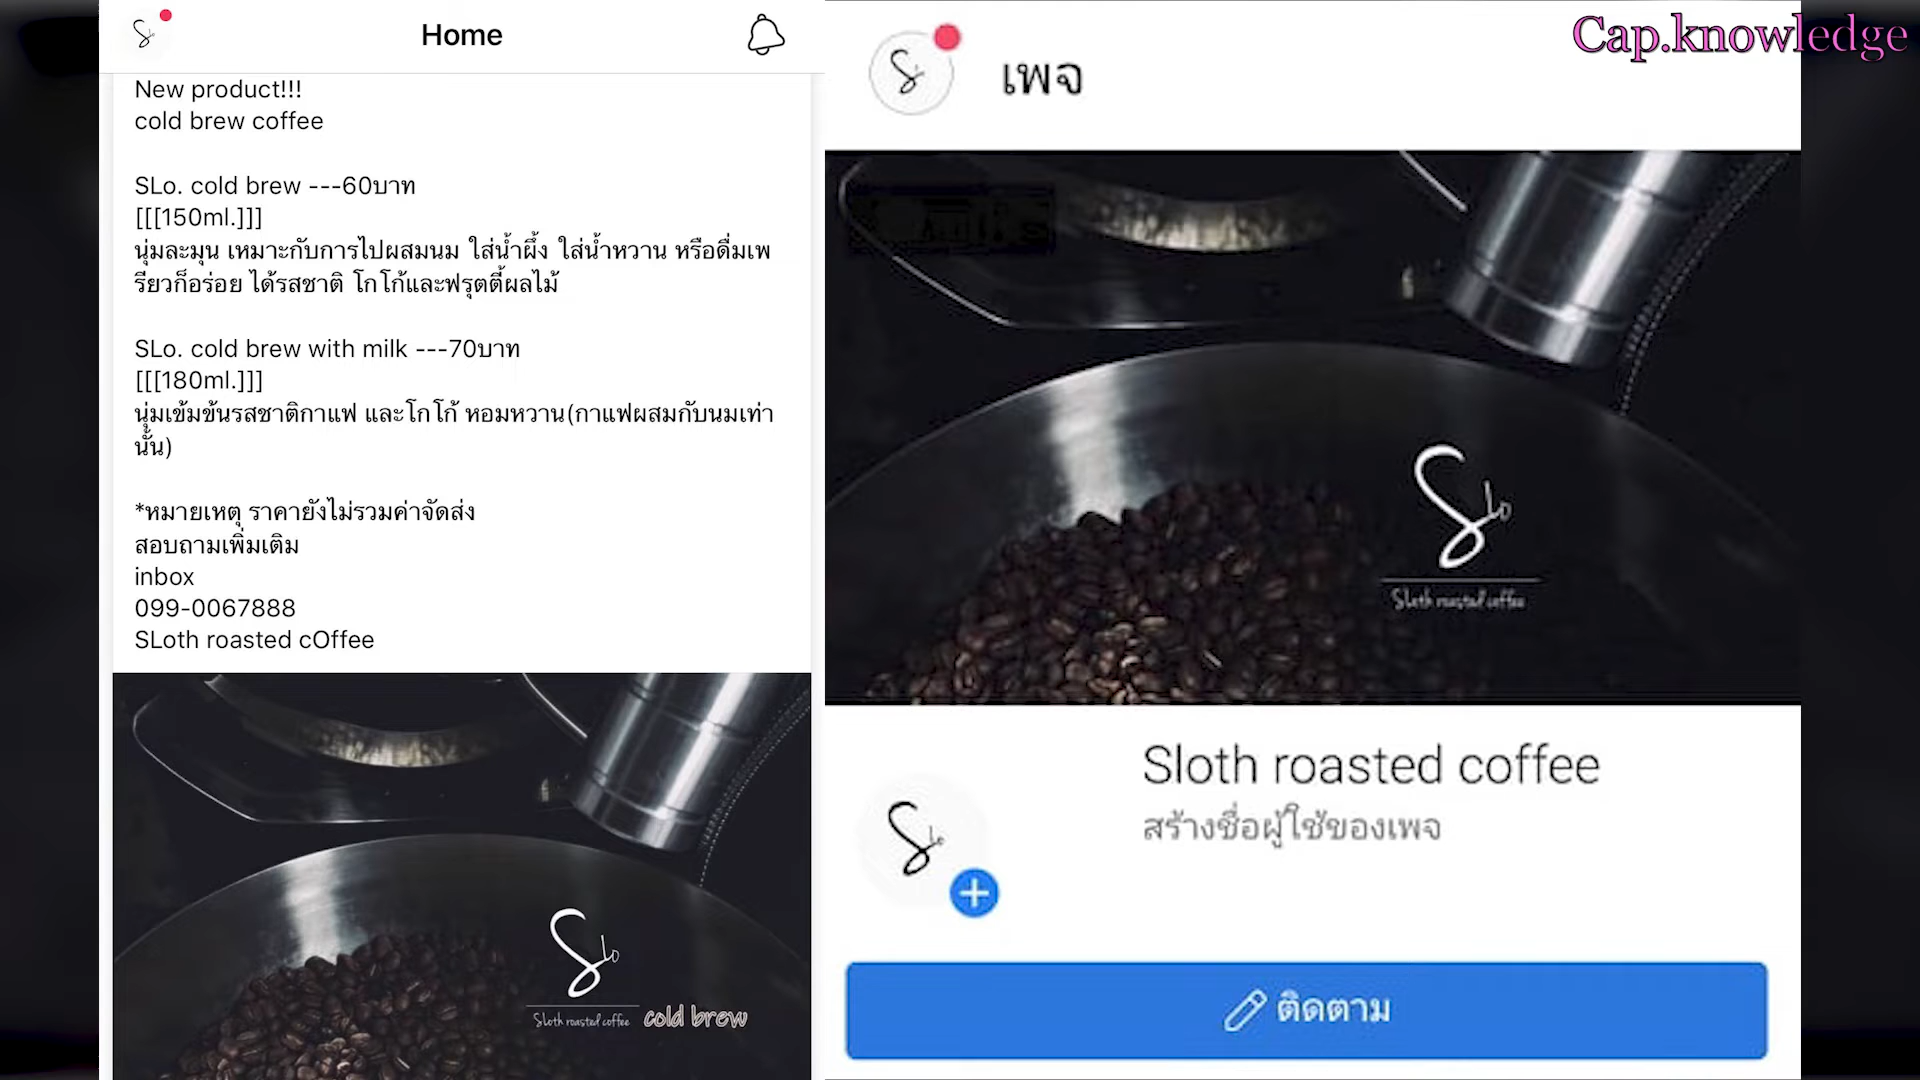 Home
New product!!!
cold brew coffee
SLo. cold brew ---60บาท
[[[150ml.]]]
นุ่มละมุน เหมาะกับการไปผสมนม ใส่น้ำผึ้ง ใส่น้ำหวาน หรือดื่มเพ
รียวก็อร่อย ได้รสชาติ โกโก้และฟรุตตี้ผลไม้
SLo. cold brew with milk ---70บาท
[[[180ml.]]]
นุ่มเข้มข้นรสชาติกาแฟ และโกโก้ หอมหวาน(กาแฟผสมกับนมเท่า
นั้น)
*หมายเหตุ ราคายังไม่รวมค่าจัดส่ง
สอบถามเพิ่มเติม
inbox
099-0067888
SLoth roasted cOffee
SLo
Sloth roasted coffee cold brew
Cap.knowledge
SLo
เพจ
SLo
Sloth roasted coffee
Sloth roasted coffee
สร้างชื่อผู้ใช้ของเพจ
SLo
ติดตาม